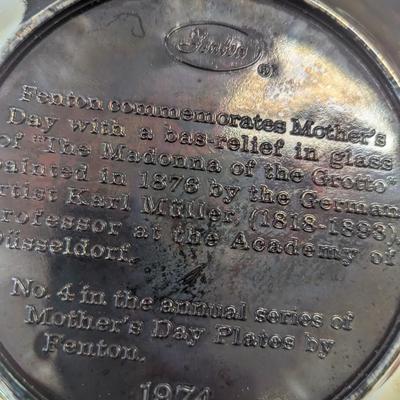 Fenton
®
Fenton commemorates Mother's
Day with a bas-relief in glass
of "The Madonna of the Grotto"
painted in 1876 by the German
artist Karl Müller (1818-1893),
Professor at the Academy of
Düsseldorf.
No. 4 in the annual series of
Mother's Day Plates by
Fenton.
1974